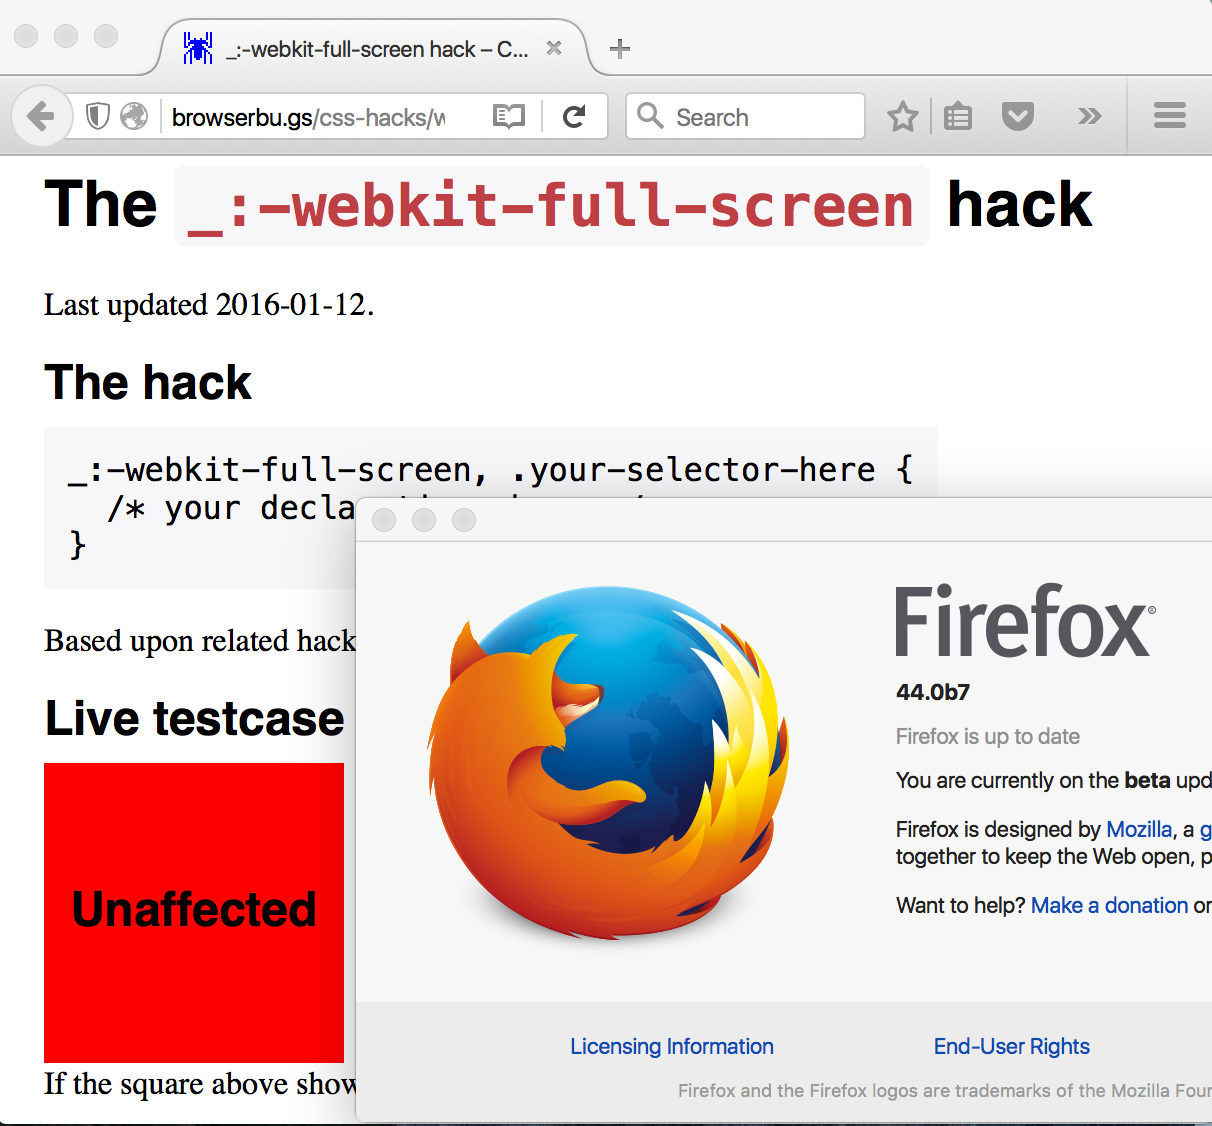 _:-webkit-full-screen hack – C...
browserbu.gs/css-hacks/w
Search
The _:-webkit-full-screen hack
Last updated 2016-01-12.
The hack
_:-webkit-full-screen, .your-selector-here {
/* your decla
}
Based upon related hack
Live testcase
Unaffected
If the square above show
Firefox®
44.0b7
Firefox is up to date
You are currently on the beta upd
Firefox is designed by Mozilla, a g
together to keep the Web open, p
Want to help? Make a donation or
Licensing Information End-User Rights
Firefox and the Firefox logos are trademarks of the Mozilla Four